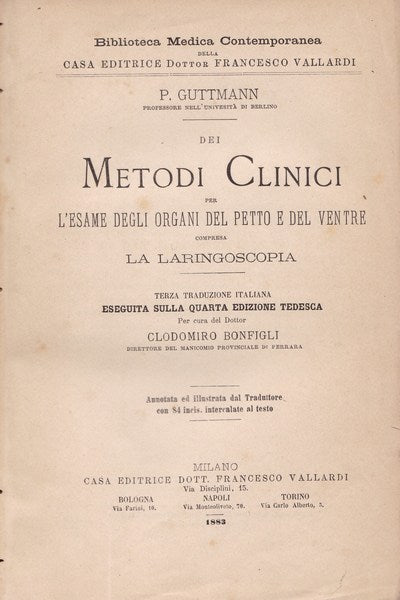 Biblioteca Medica Contemporanea
DELLA
CASA EDITRICE DOTTOR FRANCESCO VALLARDI
P. GUTTMANN
PROFESSORE NELL'UNIVESITÀ DI BERLINO
DEI
METODI CLINICI
PER
L'ESAME DEGLI ORGANI DEL PETTO E DEL VENTRE
COMPRESA
LA LARINGOSCOPIA
TERZA TRADUZIONE ITALIANA
ESEGUITA SULLA QUARTA EDIZIONE TEDESCA
Per cura del Dottor
CLODOMIRO BONFIGLI
DIRETTORE DEL MANICOMIO PROVINCIALE DI FERRARA
Annotata ed illustrata dal Traduttore
con 84 incis. intercalate al testo
MILANO
CASA EDITRICE DOTT. FRANCESCO VALLARDI
Via Disciplini, 15.
BOLOGNA NAPOLI TORINO
Via Farini, 10. Via Monteoliveto, 70. Via Carlo Alberto, 5.
1883